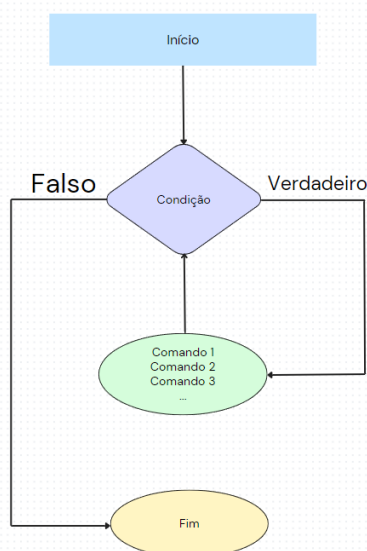 Início
Falso
Verdadeiro
Condição
Comando 1
Comando 2
Comando 3
...
Fim